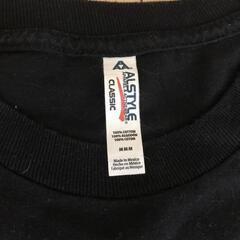 ALSTYLE
CLASSIC
100% COTTON
100% ALGODON
100% COTON
M M M
Made in Mexico
Hecho en México
Fabriqué au Mexique